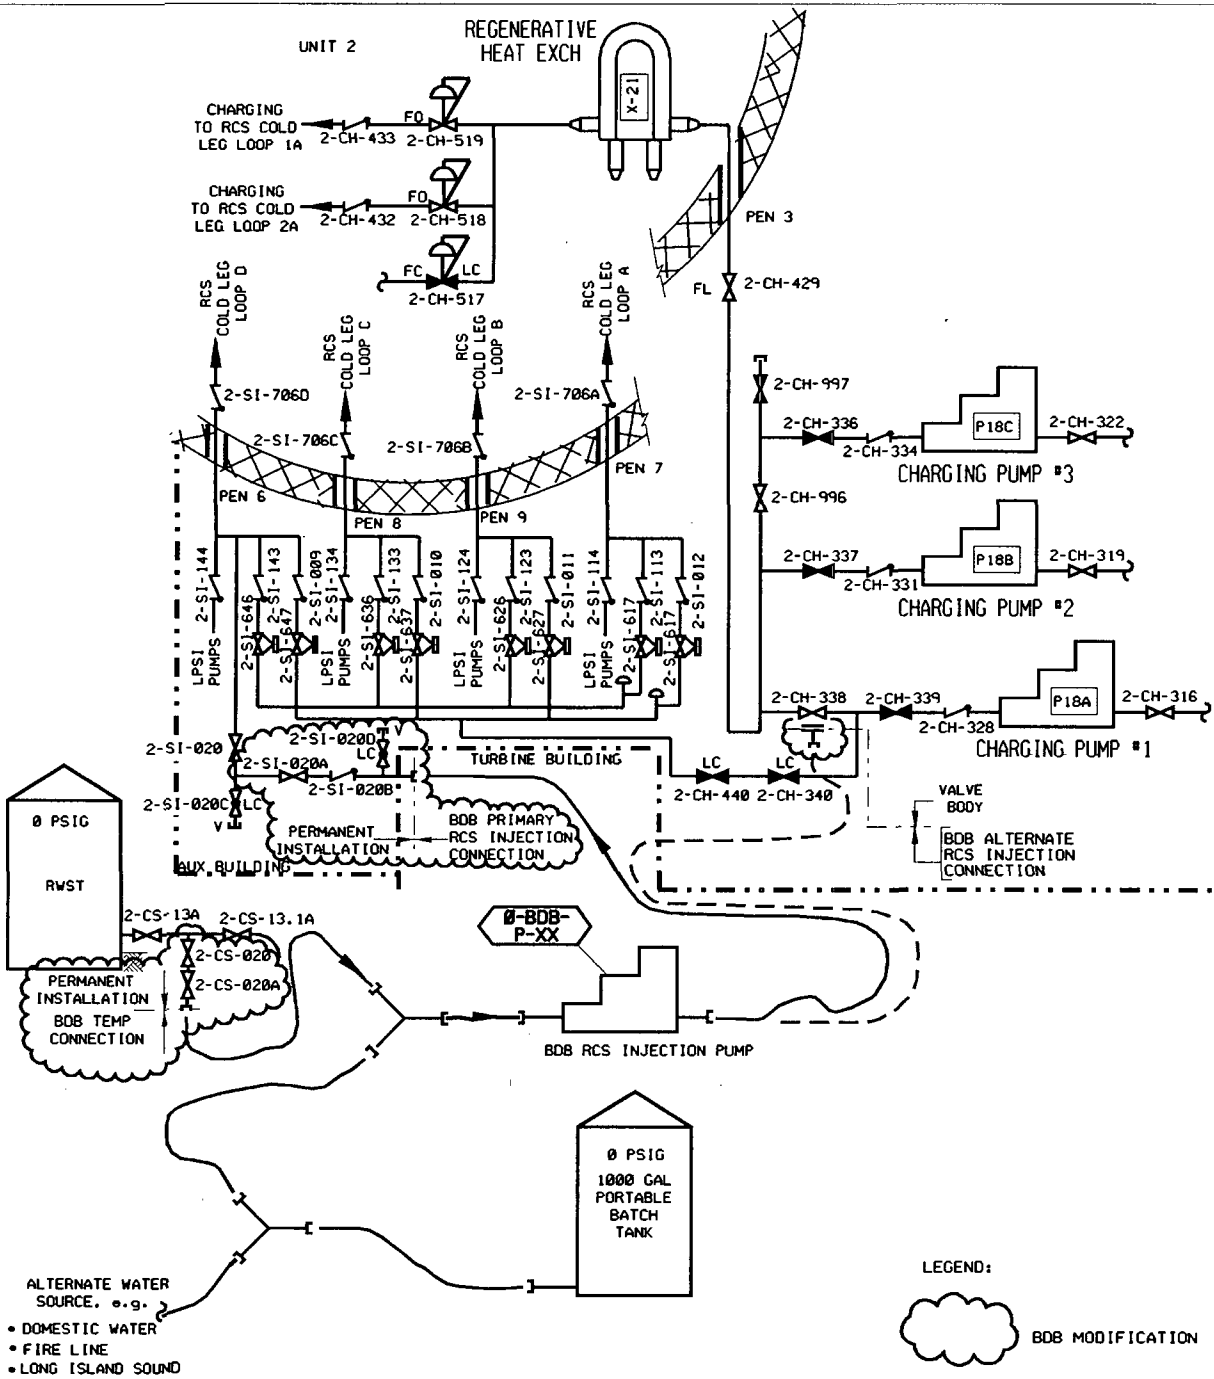 UNIT 2
REGENERATIVE
HEAT EXCH
X-21
CHARGING
TO RCS COLD
LEG LOOP 1A
2-CH-433
FO
2-CH-519
CHARGING
TO RCS COLD
LEG LOOP 2A
2-CH-432
FO
2-CH-518
FC
LC
2-CH-517
PEN 3
FL
2-CH-429
RCS
COLD LEG
LOOP D
RCS
COLD LEG
LOOP C
RCS
COLD LEG
LOOP B
RCS
COLD LEG
LOOP A
2-SI-706D
2-SI-706C
2-SI-706B
2-SI-706A
PEN 6
PEN 8
PEN 9
PEN 7
2-CH-997
2-CH-336
2-CH-334
P18C
2-CH-322
CHARGING PUMP #3
2-CH-996
2-CH-337
2-CH-331
P18B
2-CH-319
CHARGING PUMP #2
2-CH-338
2-CH-339
2-CH-328
P18A
2-CH-316
CHARGING PUMP #1
2-SI-144
2-SI-143
2-SI-009
2-SI-134
2-SI-133
2-SI-010
2-SI-124
2-SI-123
2-SI-011
2-SI-114
2-SI-113
2-SI-012
LPSI
PUMPS
2-SI-646
2-SI-647
LPSI
PUMPS
2-SI-636
2-SI-637
LPSI
PUMPS
2-SI-626
2-SI-627
LPSI
PUMPS
2-SI-617
2-SI-617
2-SI-020
2-SI-020D
V
LC
2-SI-020A
2-SI-020B
2-SI-020C
LC
V
TURBINE BUILDING
LC
LC
2-CH-440
2-CH-340
PERMANENT
INSTALLATION
BDB PRIMARY
RCS INJECTION
CONNECTION
AUX BUILDING
VALVE
BODY
BDB ALTERNATE
RCS INJECTION
CONNECTION
0 PSIG
RWST
2-CS-13A
2-CS-13.1A
2-CS-020
2-CS-020A
PERMANENT
INSTALLATION
BDB TEMP
CONNECTION
0-BDB-
P-XX
BDB RCS INJECTION PUMP
0 PSIG
1000 GAL
PORTABLE
BATCH
TANK
ALTERNATE WATER
SOURCE, e.g.
• DOMESTIC WATER
• FIRE LINE
• LONG ISLAND SOUND
LEGEND:
BDB MODIFICATION